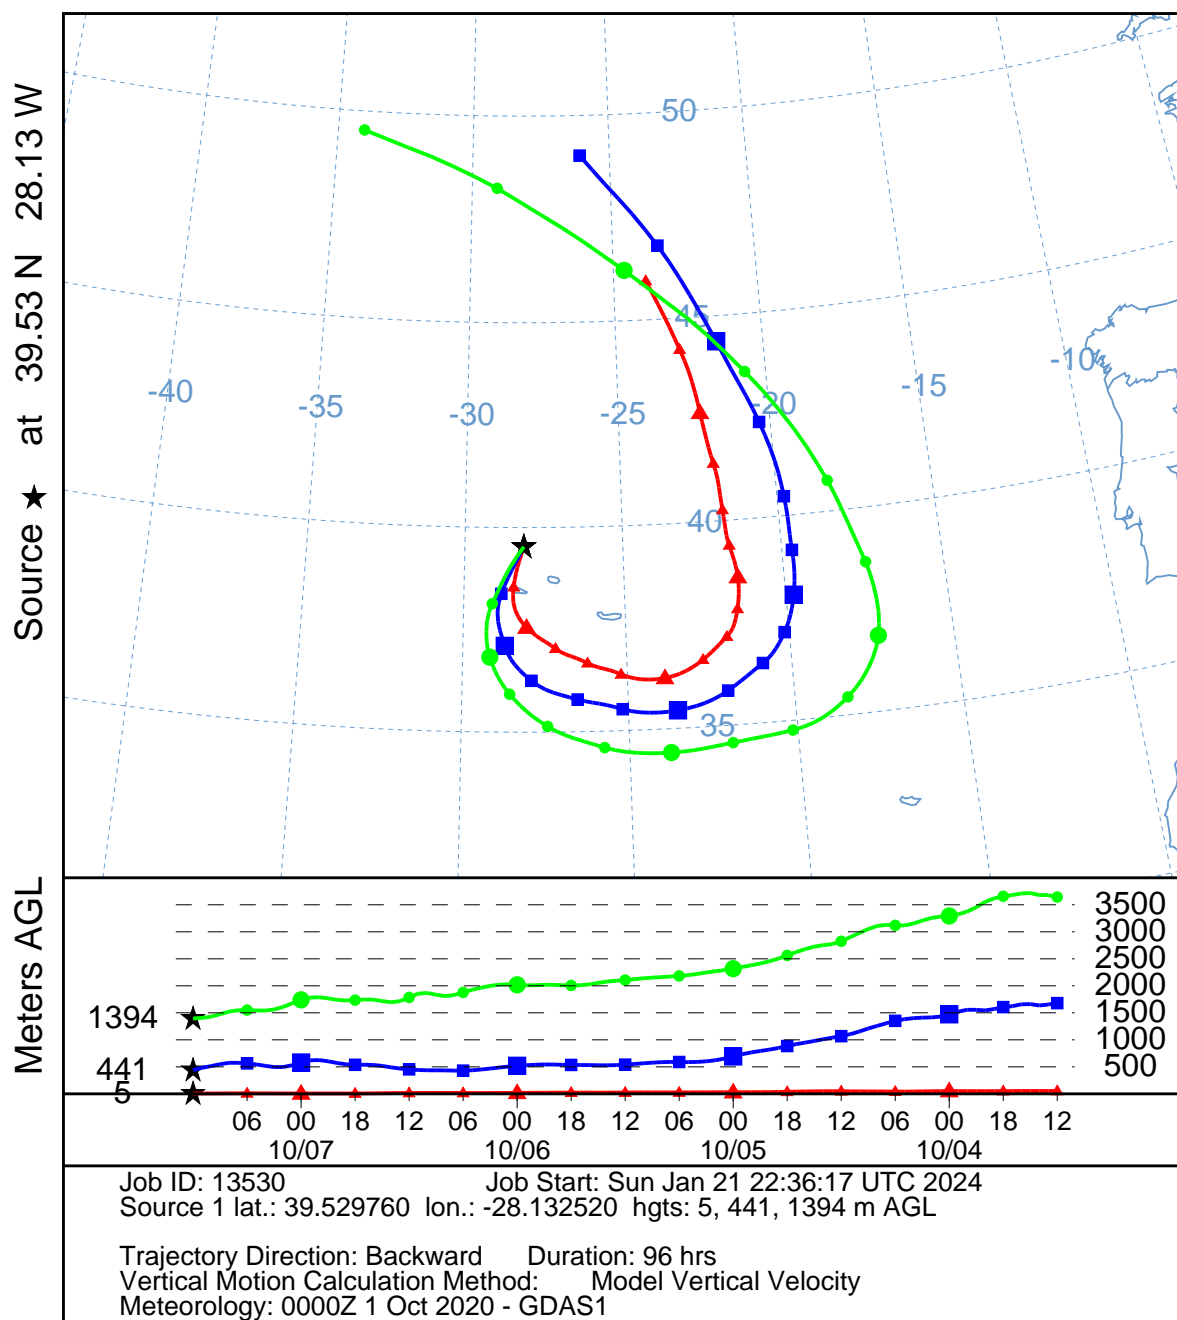 Source ★ at 39.53 N 28.13 W
50
45
-40
-35
-30
-25
-20
-15
-10
40
35
Meters AGL
3500
3000
2500
2000
1500
1000
500
1394
441
5
06 00 18 12 06 00 18 12 06 00 18 12 06 00 18 12
10/07 10/06 10/05 10/04
Job ID: 13530 Job Start: Sun Jan 21 22:36:17 UTC 2024
Source 1 lat.: 39.529760 lon.: -28.132520 hgts: 5, 441, 1394 m AGL
Trajectory Direction: Backward Duration: 96 hrs
Vertical Motion Calculation Method: Model Vertical Velocity
Meteorology: 0000Z 1 Oct 2020 - GDAS1